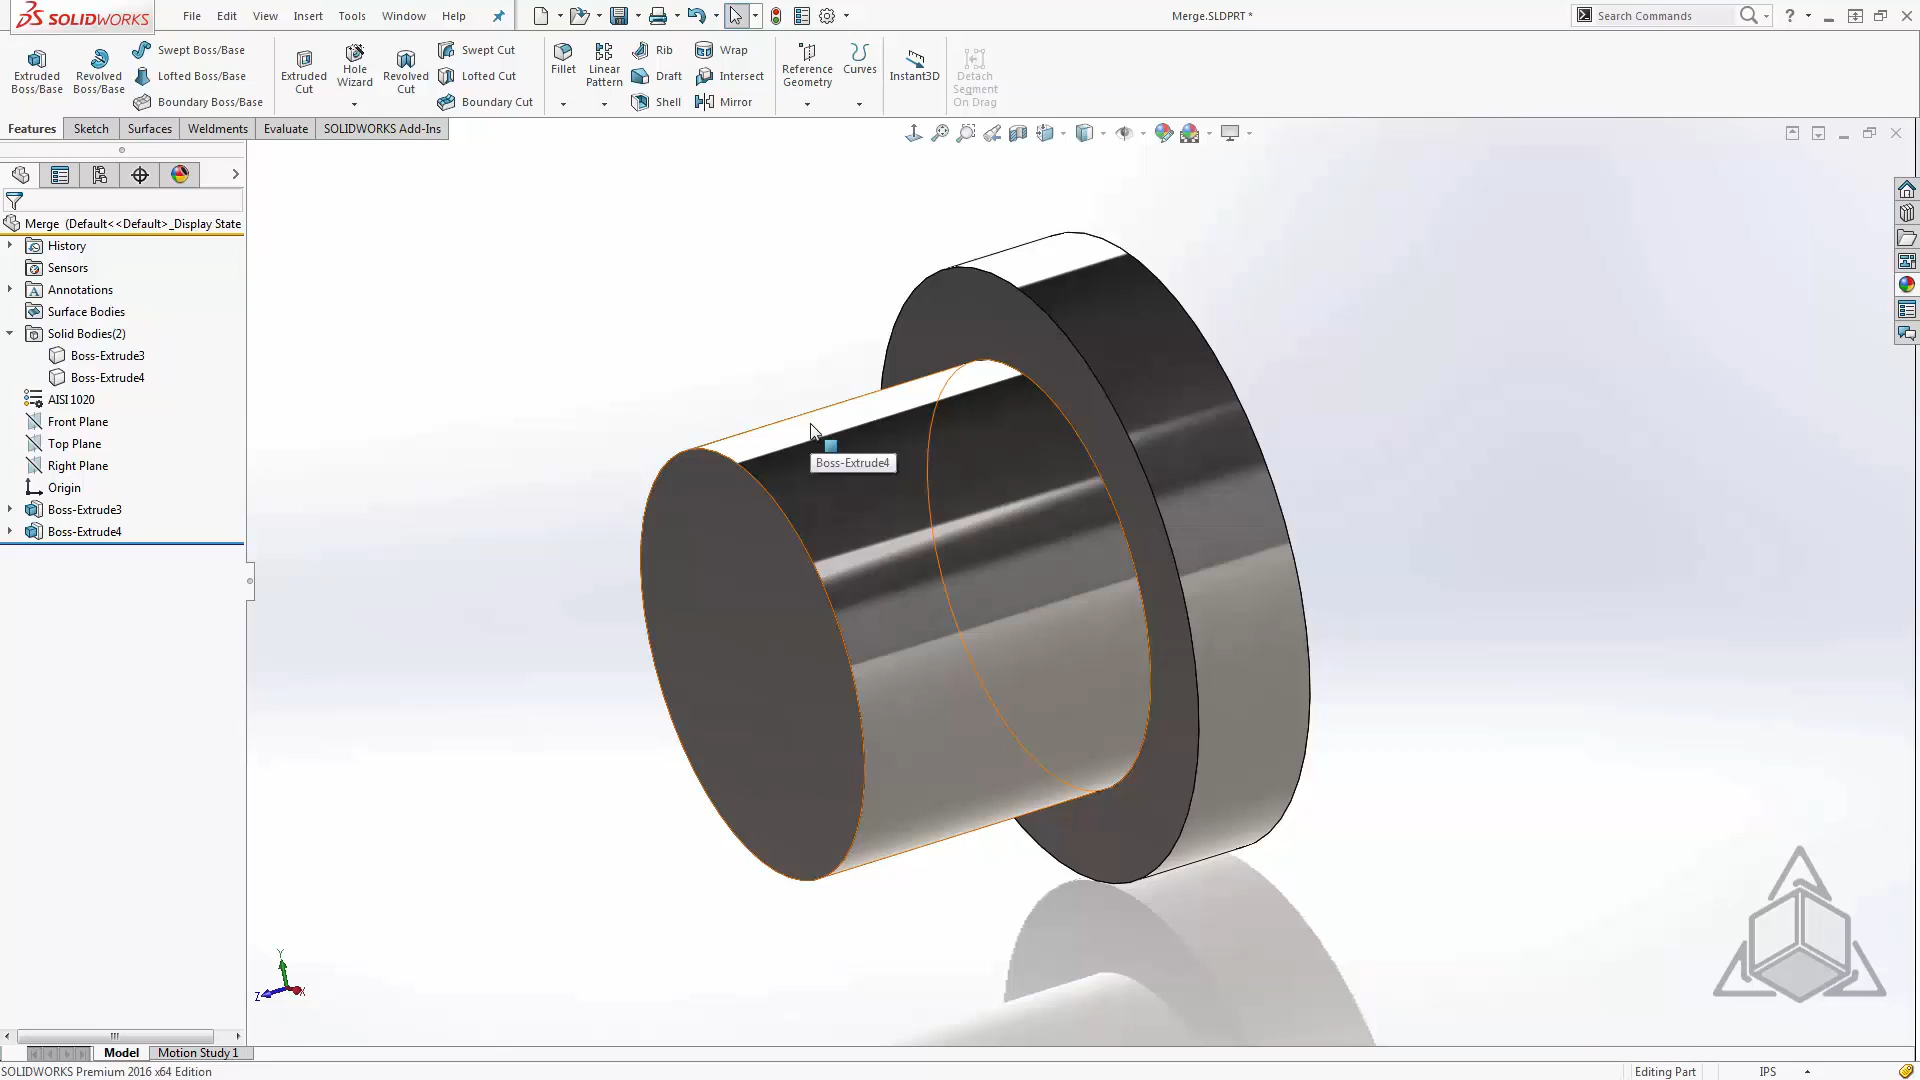 SOLIDWORKS
File Edit View Insert Tools Window Help
Merge.SLDPRT *
Search Commands
?
Extruded Boss/Base
Revolved Boss/Base
Swept Boss/Base
Lofted Boss/Base
Boundary Boss/Base
Extruded Cut
Hole Wizard
Revolved Cut
Swept Cut
Lofted Cut
Boundary Cut
Fillet
Linear Pattern
Rib
Draft
Shell
Wrap
Intersect
Mirror
Reference Geometry
Curves
Instant3D
Detach Segment On Drag
Features Sketch Surfaces Weldments Evaluate SOLIDWORKS Add-Ins
Merge (Default<<Default>_Display State
History
Sensors
Annotations
Surface Bodies
Solid Bodies(2)
Boss-Extrude3
Boss-Extrude4
AISI 1020
Front Plane
Top Plane
Right Plane
Origin
Boss-Extrude3
Boss-Extrude4
Boss-Extrude4
Y
Z
X
Model Motion Study 1
SOLIDWORKS Premium 2016 x64 Edition
Editing Part
IPS